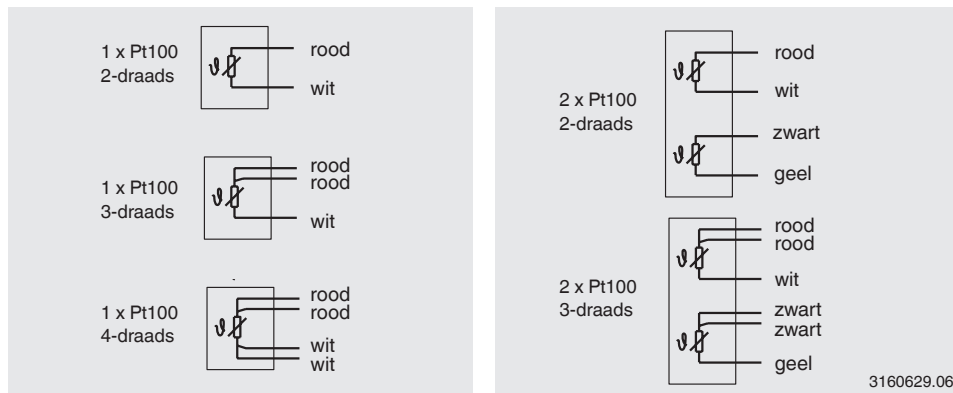 1 x Pt100
2-draads
rood
wit
1 x Pt100
3-draads
rood
rood
wit
1 x Pt100
4-draads
rood
rood
wit
wit
2 x Pt100
2-draads
rood
wit
zwart
geel
2 x Pt100
3-draads
rood
rood
wit
zwart
zwart
geel
3160629.06